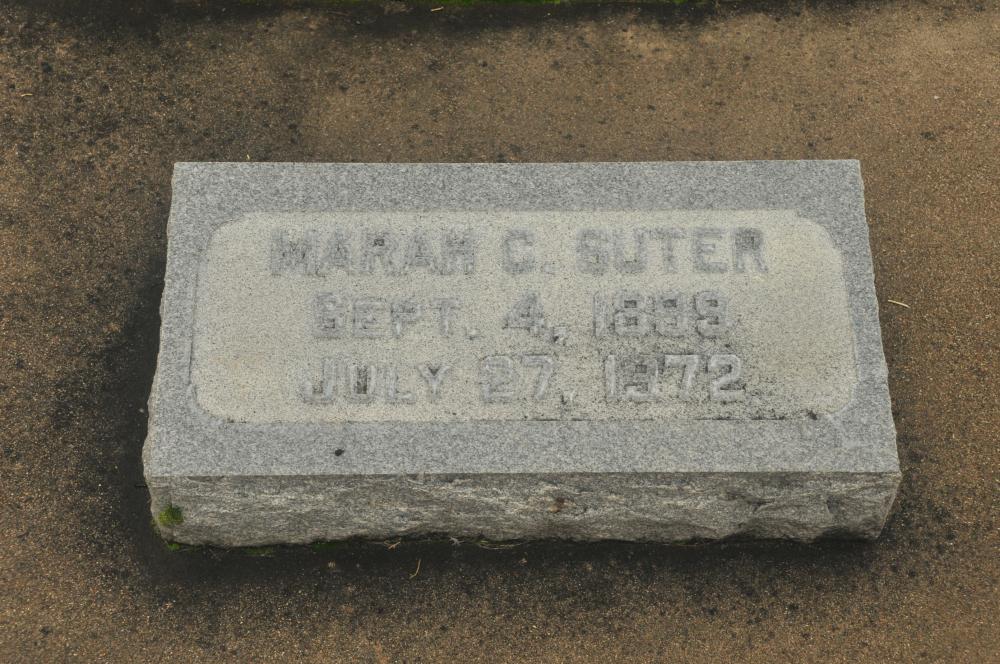 MARAH C. SUTER
SEPT. 4, 1899
JULY 27, 1972